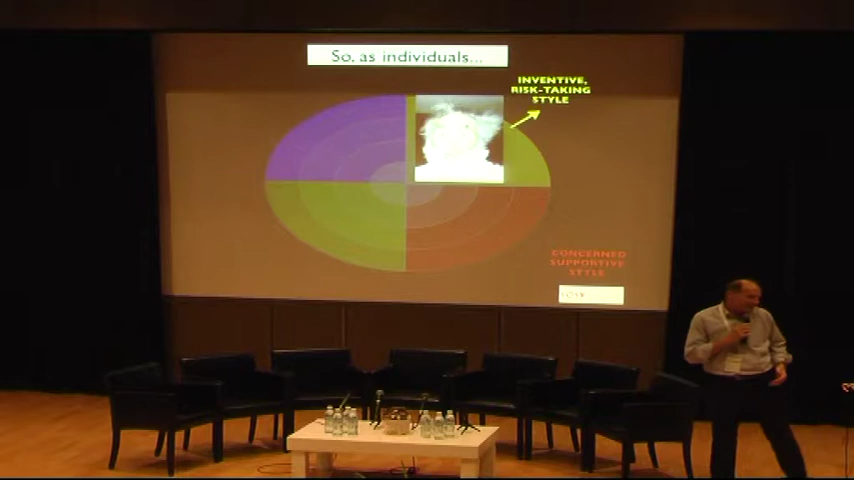 So, as individuals...
INVENTIVE,
RISK-TAKING
STYLE
CONCERNED
SUPPORTIVE
STYLE